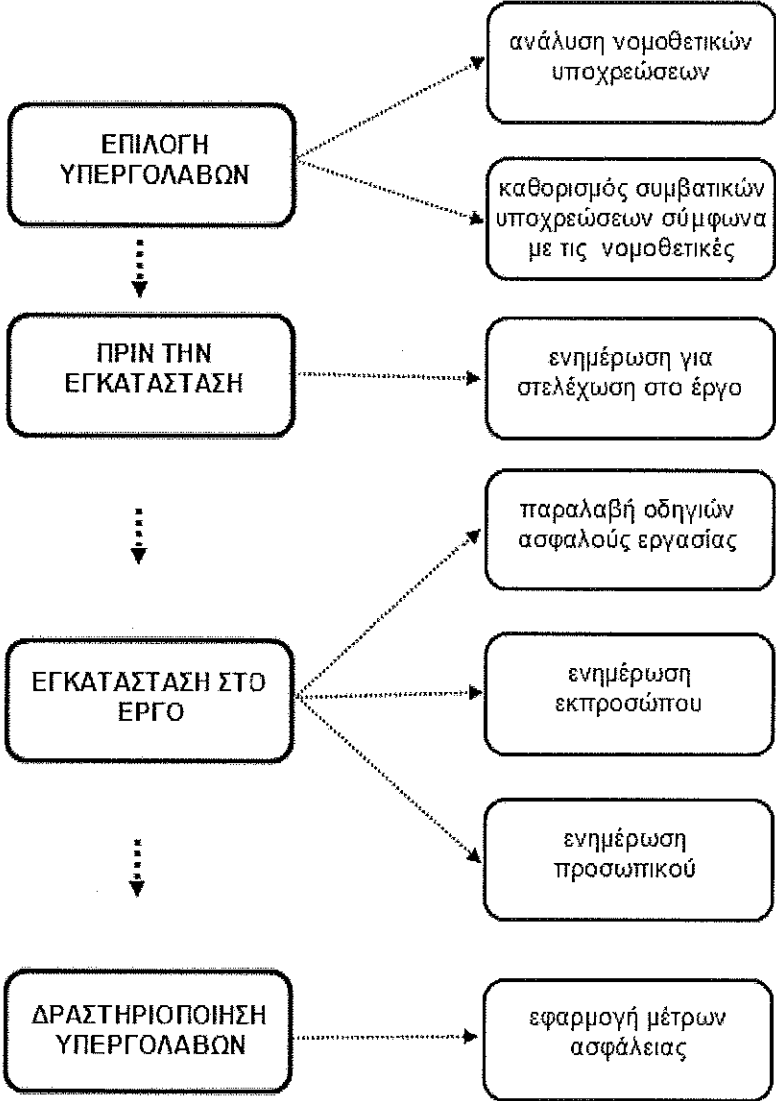 ΕΠΙΛΟΓΗ
ΥΠΕΡΓΟΛΑΒΩΝ
ανάλυση νομοθετικών
υποχρεώσεων
καθορισμός συμβατικών
υποχρεώσεων σύμφωνα
με τις νομοθετικές
ΠΡΙΝ ΤΗΝ
ΕΓΚΑΤΑΣΤΑΣΗ
ενημέρωση για
στελέχωση στο έργο
ΕΓΚΑΤΑΣΤΑΣΗ ΣΤΟ
ΕΡΓΟ
παραλαβή οδηγιών
ασφαλούς εργασίας
ενημέρωση
εκπροσώπου
ενημέρωση
προσωπικού
ΔΡΑΣΤΗΡΙΟΠΟΙΗΣΗ
ΥΠΕΡΓΟΛΑΒΩΝ
εφαρμογή μέτρων
ασφάλειας